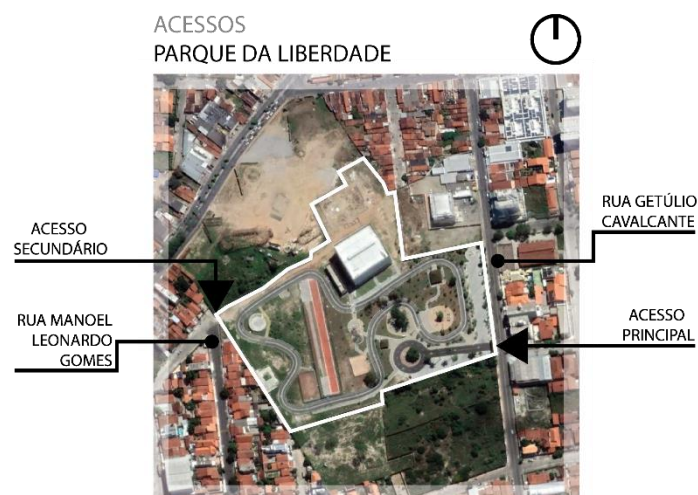 ACESSOS
PARQUE DA LIBERDADE
ACESSO
SECUNDÁRIO
RUA MANOEL
LEONARDO
GOMES
RUA GETÚLIO
CAVALCANTE
ACESSO
PRINCIPAL